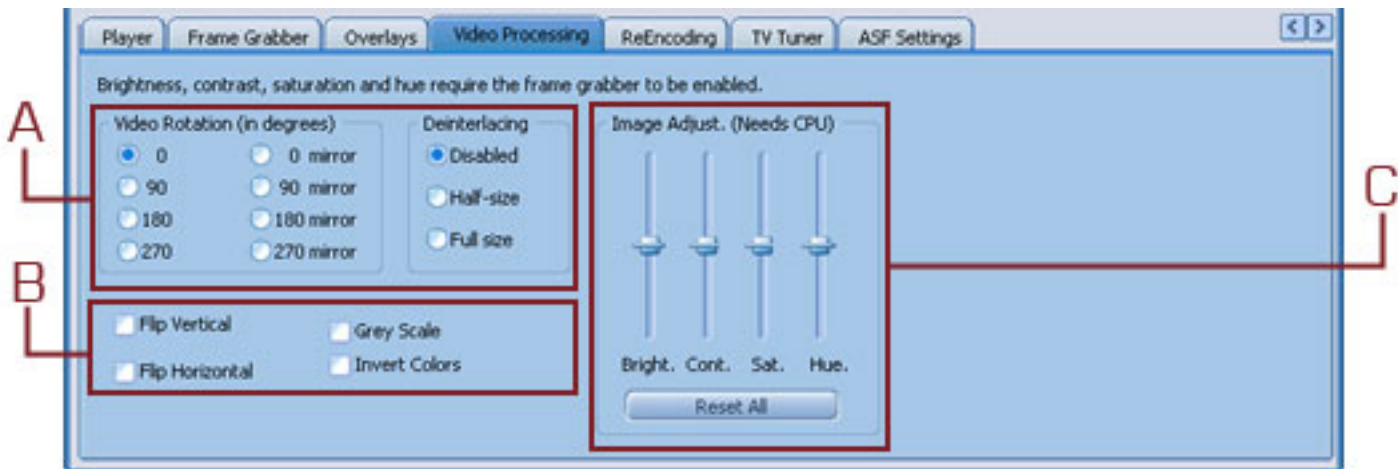 Player Frame Grabber Overlays Video Processing ReEncoding TV Tuner ASF Settings
Brightness, contrast, saturation and hue require the frame grabber to be enabled.
A
Video Rotation (in degrees)
0 0 mirror
90 90 mirror
180 180 mirror
270 270 mirror
Deinterlacing
Disabled
Half-size
Full size
B
Flip Vertical Grey Scale
Flip Horizontal Invert Colors
Image Adjust. (Needs CPU)
Bright. Cont. Sat. Hue.
Reset All
C